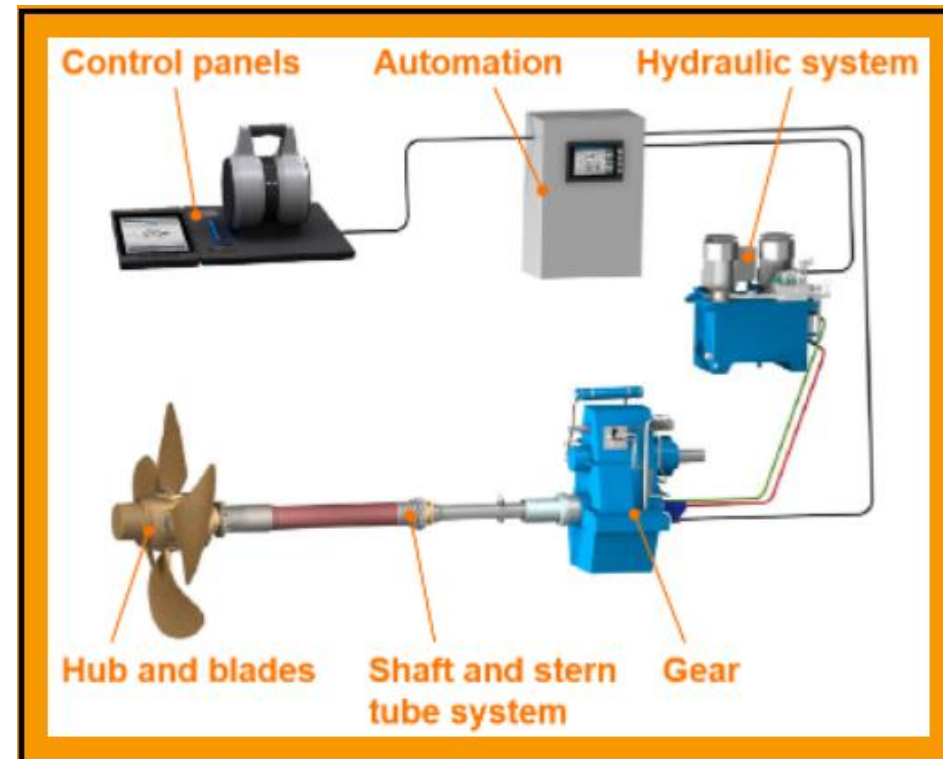 Control panels
Automation
Hydraulic system
Hub and blades
Shaft and stern
tube system
Gear